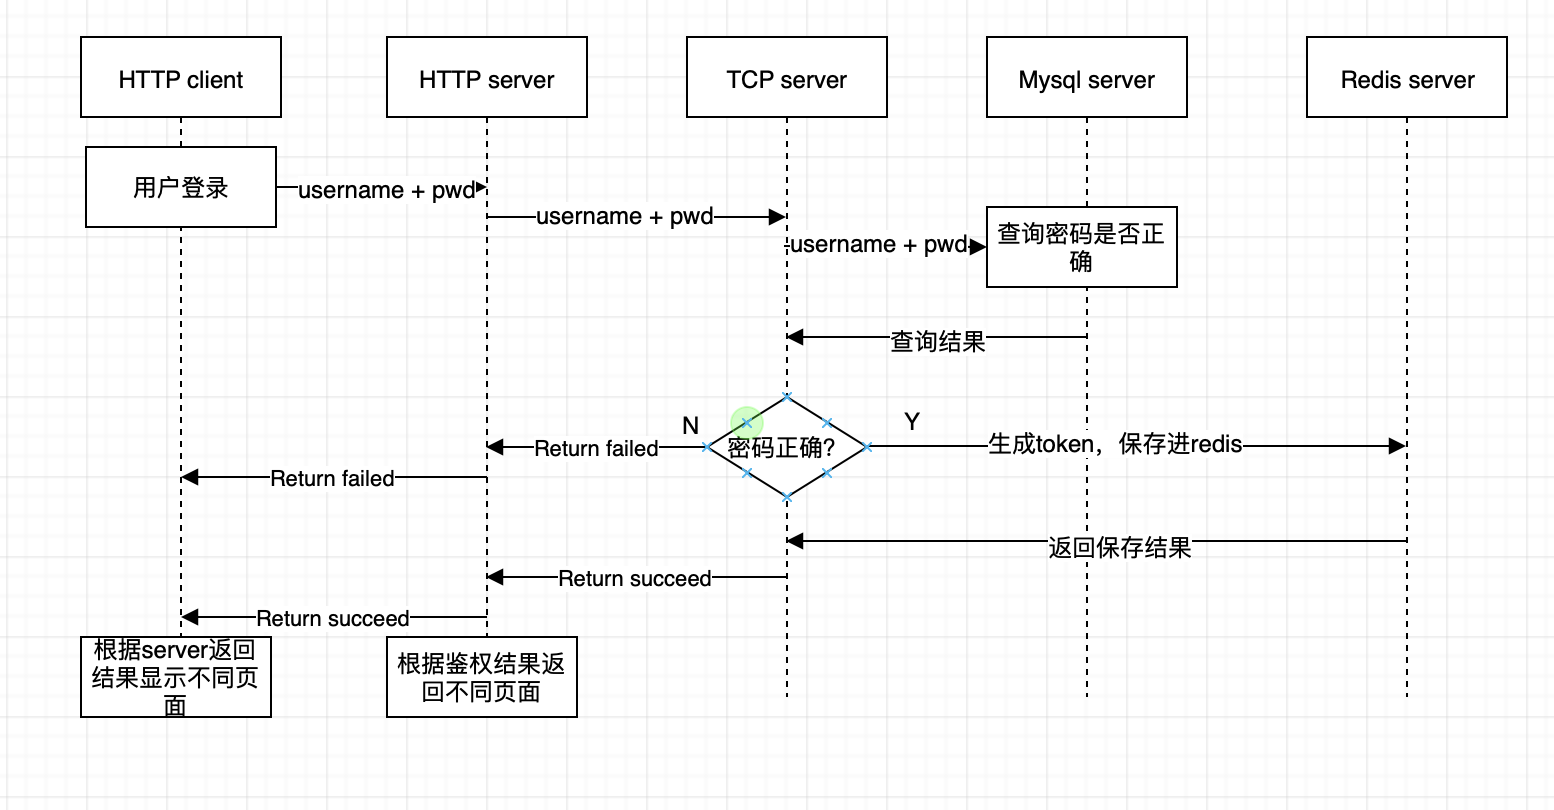 HTTP client
HTTP server
TCP server
Mysql server
Redis server
用户登录
username + pwd
username + pwd
username + pwd
查询密码是否正
确
查询结果
N
Y
密码正确?
Return failed
生成token，保存进redis
Return failed
返回保存结果
Return succeed
Return succeed
根据server返回
结果显示不同页
面
根据鉴权结果返
回不同页面